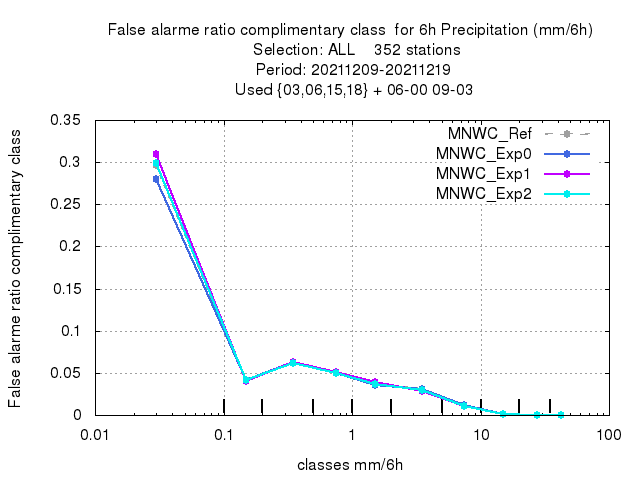 False alarme ratio complimentary class  for 6h Precipitation (mm/6h)
Selection: ALL    352 stations
Period: 20211209-20211219
Used {03,06,15,18} + 06-00 09-03
False alarme ratio complimentary class
0.35
0.3
0.25
0.2
0.15
0.1
0.05
0
MNWC_Ref
MNWC_Exp0
MNWC_Exp1
MNWC_Exp2
0.01 0.1 1 10 100
classes mm/6h